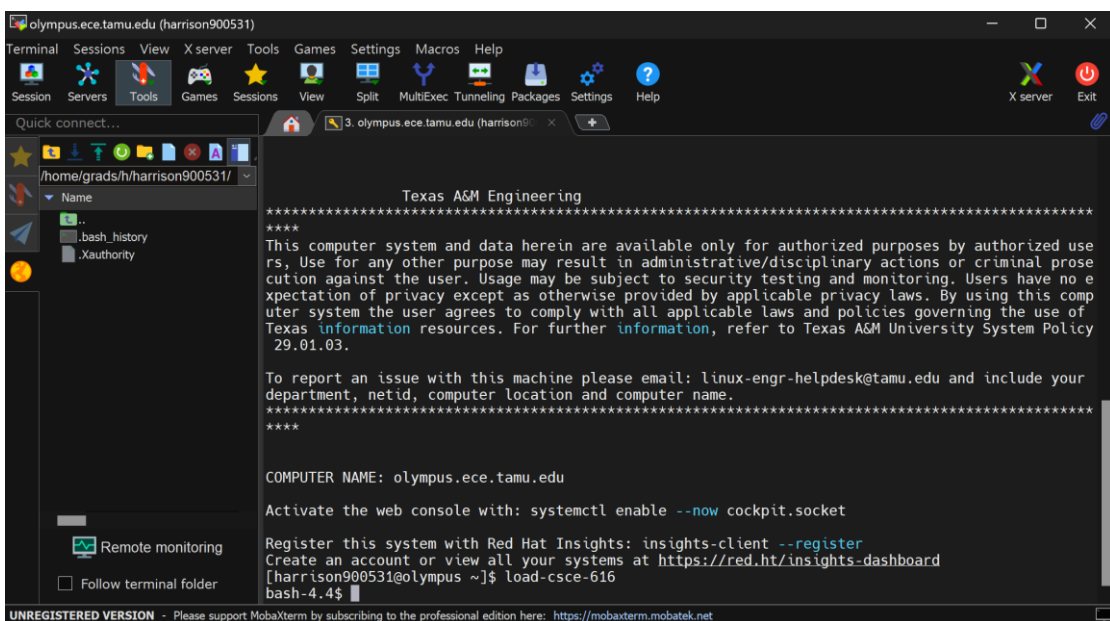 olympus.ece.tamu.edu (harrison900531)
Terminal Sessions View X server Tools Games Settings Macros Help
Session Servers Tools Games Sessions View Split MultiExec Tunneling Packages Settings Help X server Exit
Quick connect...
3. olympus.ece.tamu.edu (harrison90
/home/grads/h/harrison900531/
Name
..
.bash_history
.Xauthority
Remote monitoring
Follow terminal folder
Texas A&M Engineering
*********************************************************************************************
****
This computer system and data herein are available only for authorized purposes by authorized use
rs, Use for any other purpose may result in administrative/disciplinary actions or criminal prose
cution against the user. Usage may be subject to security testing and monitoring. Users have no e
xpectation of privacy except as otherwise provided by applicable privacy laws. By using this comp
uter system the user agrees to comply with all applicable laws and policies governing the use of
Texas information resources. For further information, refer to Texas A&M University System Policy
29.01.03.
To report an issue with this machine please email: linux-engr-helpdesk@tamu.edu and include your
department, netid, computer location and computer name.
*********************************************************************************************
****
COMPUTER NAME: olympus.ece.tamu.edu
Activate the web console with: systemctl enable --now cockpit.socket
Register this system with Red Hat Insights: insights-client --register
Create an account or view all your systems at https://red.ht/insights-dashboard
[harrison900531@olympus ~]$ load-csce-616
bash-4.4$
UNREGISTERED VERSION - Please support MobaXterm by subscribing to the professional edition here: https://mobaxterm.mobatek.net